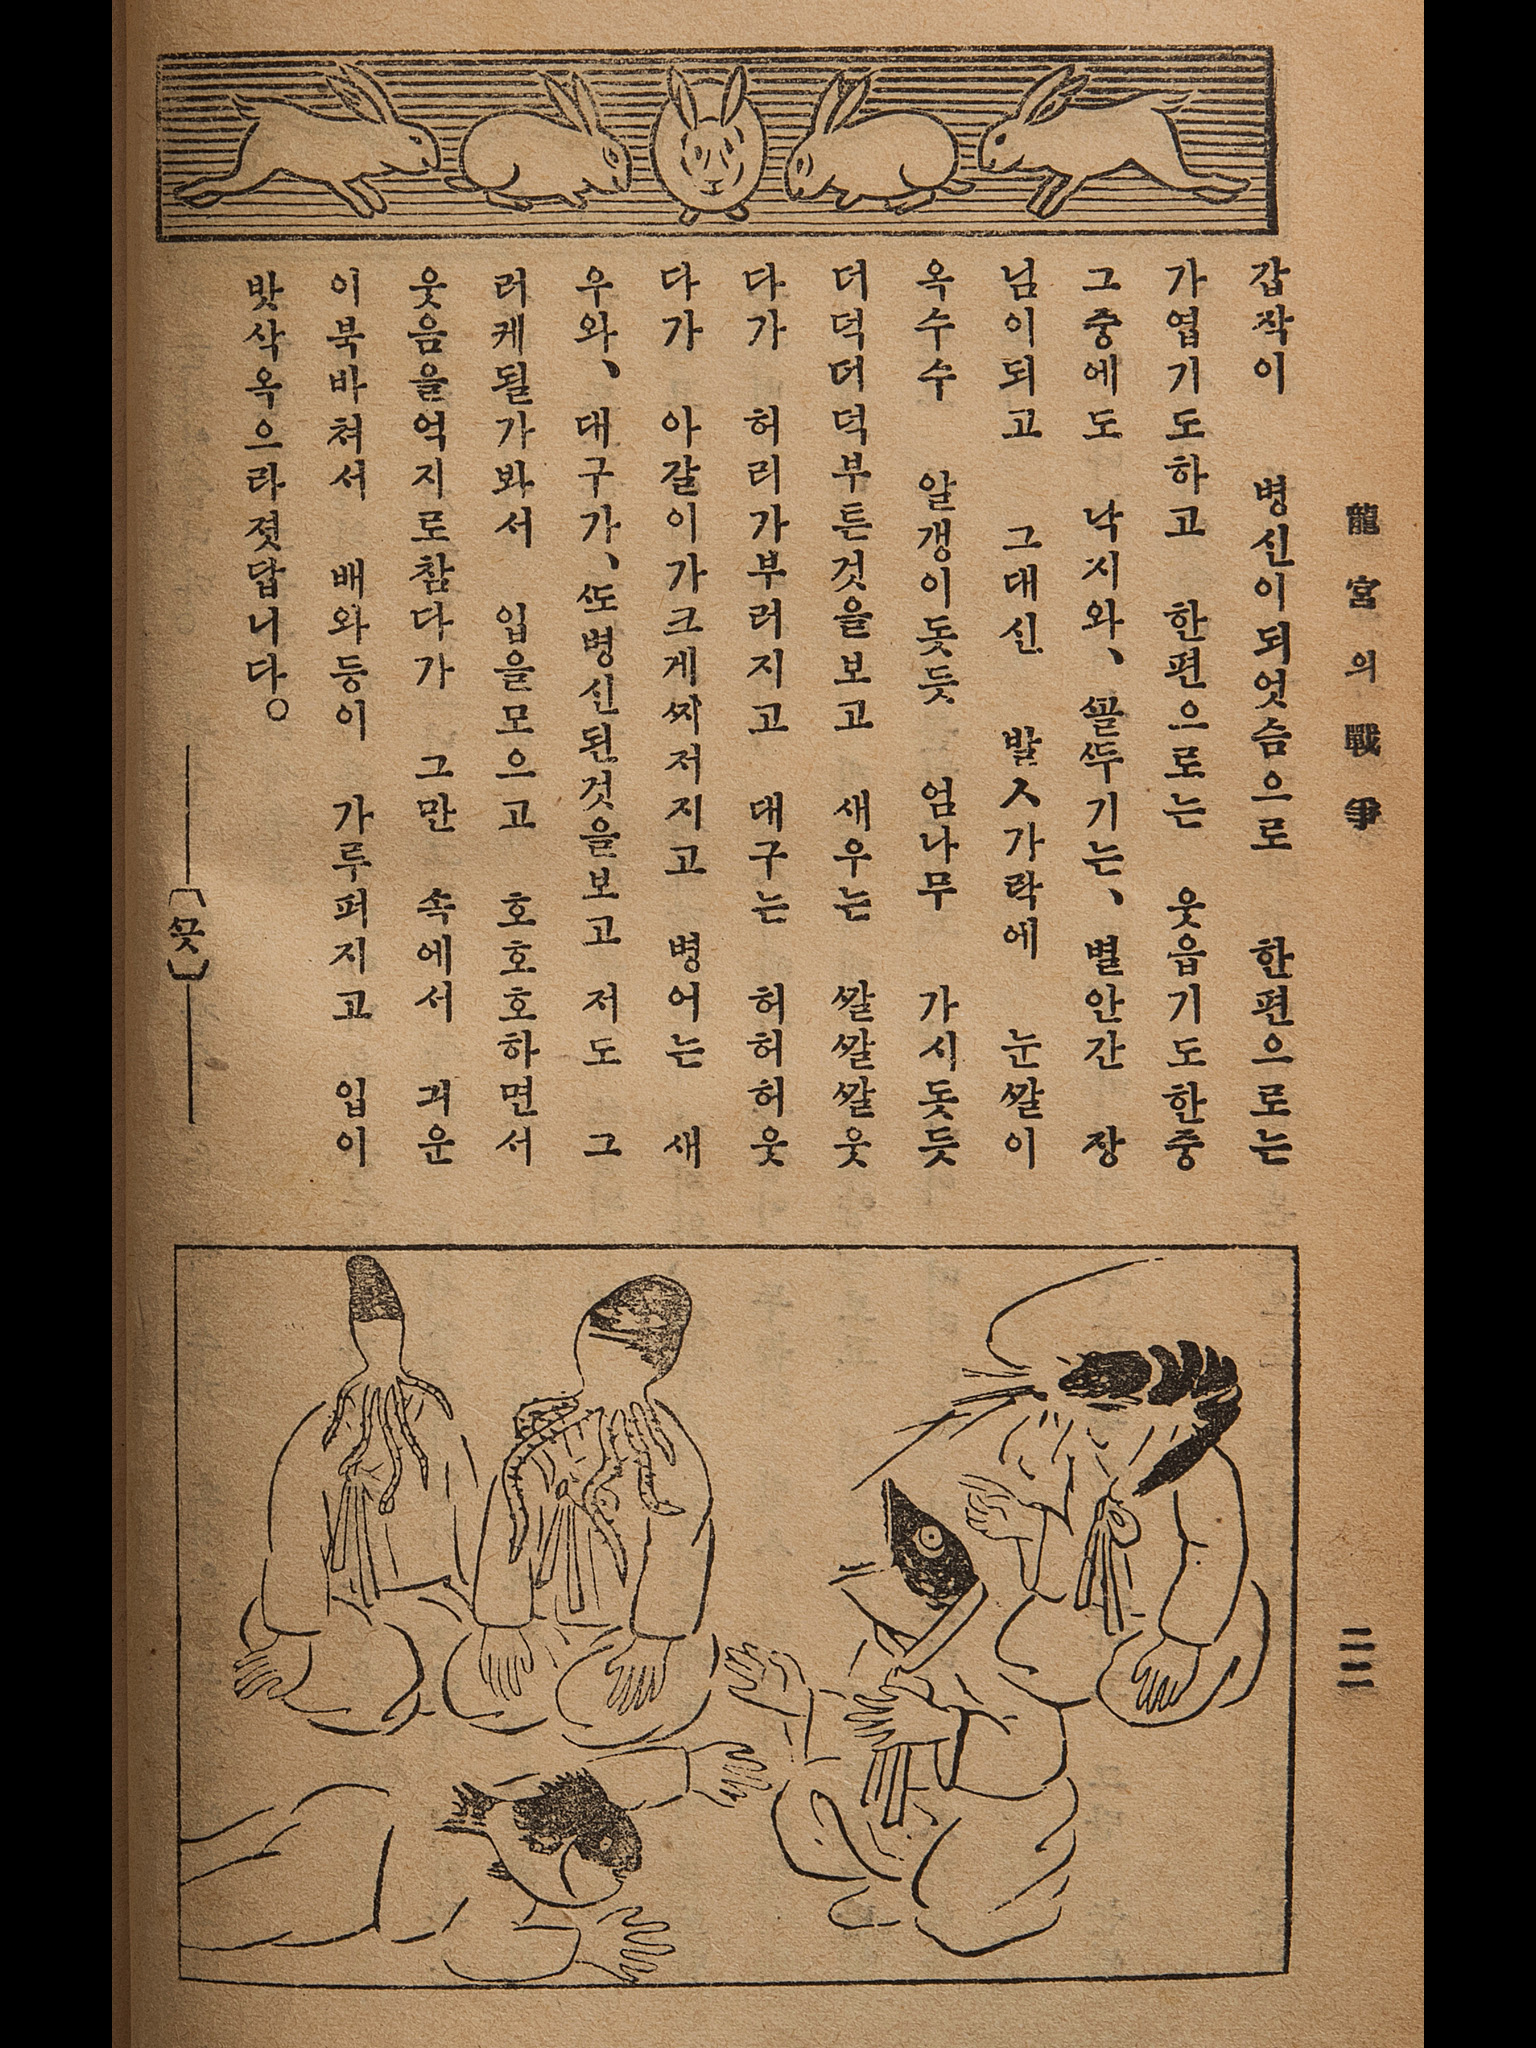 龍宮의戰爭
갑작이 병신이되엿슴으로 한편으로는
가엽기도하고 한편으로는 웃읍기도한중
그중에도 낙지와、꼴뚜기는、별안간 장
님이되고 그대신 발ㅅ가락에 눈깔이
옥수수 알갱이돗듯 엄나무 가시돗듯
더덕더덕부튼것을보고 새우는 깔깔깔웃
다가 허리가부러지고 대구는 허허허웃
다가 아갈이가크게찌저지고 병어는 새
우와、대구가、또병신된것을보고 저도 그
러케될가봐서 입을모으고 호호호하면서
웃음을억지로참다가 그만 속에서 긔운
이북바처서 배와등이 가루퍼지고 입이
밧삭옥으라젓답니다。
〔끗〕
二二